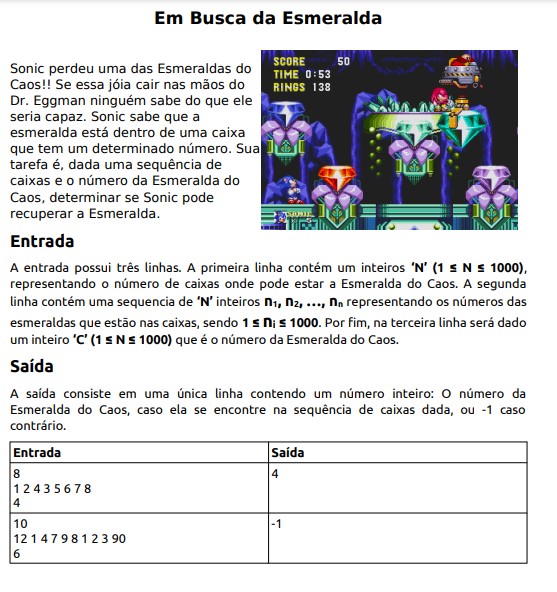 Em Busca da Esmeralda
Sonic perdeu uma das Esmeraldas do
Caos!! Se essa jóia cair nas mãos do
Dr. Eggman ninguém sabe do que ele
seria capaz. Sonic sabe que a
esmeralda está dentro de uma caixa
que tem um determinado número. Sua
tarefa é, dada uma sequência de
caixas e o número da Esmeralda do
Caos, determinar se Sonic pode
recuperar a Esmeralda.
SCORE 50
TIME 0:53
RINGS 138
Entrada
A entrada possui três linhas. A primeira linha contém um inteiros ‘N’ (1 ≤ N ≤ 1000),
representando o número de caixas onde pode estar a Esmeralda do Caos. A segunda
linha contém uma sequencia de ‘N’ inteiros n₁, n₂, ..., nₙ representando os números das
esmeraldas que estão nas caixas, sendo 1 ≤ nᵢ ≤ 1000. Por fim, na terceira linha será dado
um inteiro ‘C’ (1 ≤ N ≤ 1000) que é o número da Esmeralda do Caos.
Saída
A saída consiste em uma única linha contendo um número inteiro: O número da
Esmeralda do Caos, caso ela se encontre na sequência de caixas dada, ou -1 caso
contrário.
Entrada Saída
8 4
1 2 4 3 5 6 7 8
4
10 -1
12 1 4 7 9 8 1 2 3 90
6